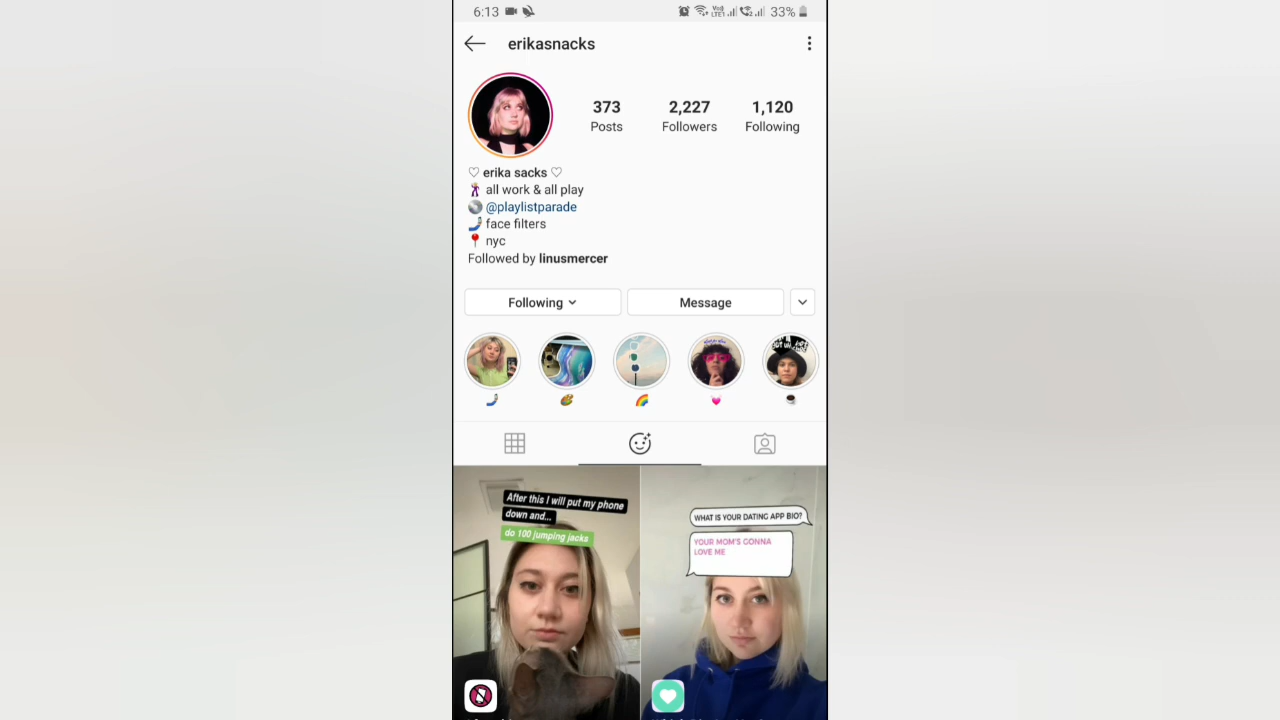 6:13
33%
erikasnacks
373
2,227
1,120
Posts
Followers
Following
♡ erika sacks ♡
all work & all play
@playlistparade
face filters
nyc
Followed by linusmercer
Following
Message
After this I will put my phone
down and...
do 100 jumping jacks
WHAT IS YOUR DATING APP BIO?
YOUR MOM'S GONNA
LOVE ME